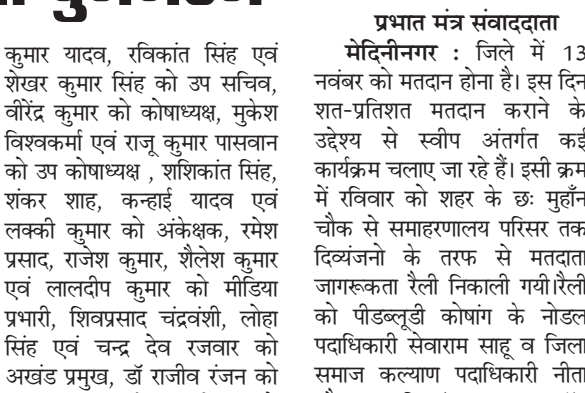 कुमार यादव, रविकांत सिंह एवं
शेखर कुमार सिंह को उप सचिव,
वीरेंद्र कुमार को कोषाध्यक्ष, मुकेश
विश्वकर्मा एवं राजू कुमार पासवान
को उप कोषाध्यक्ष , शशिकांत सिंह,
शंकर शाह, कन्हाई यादव एवं
लक्की कुमार को अंकेक्षक, रमेश
प्रसाद, राजेश कुमार, शैलेश कुमार
एवं लालदीप कुमार को मीडिया
प्रभारी, शिवप्रसाद चंद्रवंशी, लोहा
सिंह एवं चन्द्र देव रजवार को
अखंड प्रमुख, डॉ राजीव रंजन को
प्रभात मंत्र संवाददाता
मेदिनीनगर : जिले में 13
नवंबर को मतदान होना है। इस दिन
शत-प्रतिशत मतदान कराने के
उद्देश्य से स्वीप अंतर्गत कई
कार्यक्रम चलाए जा रहे हैं। इसी क्रम
में रविवार को शहर के छः मुहाँन
चौक से समाहरणालय परिसर तक
दिव्यंजनो के तरफ से मतदाता
जागरूकता रैली निकाली गयी।रैली
को पीडब्लूडी कोषांग के नोडल
पदाधिकारी सेवाराम साहू व जिला
समाज कल्याण पदाधिकारी नीता